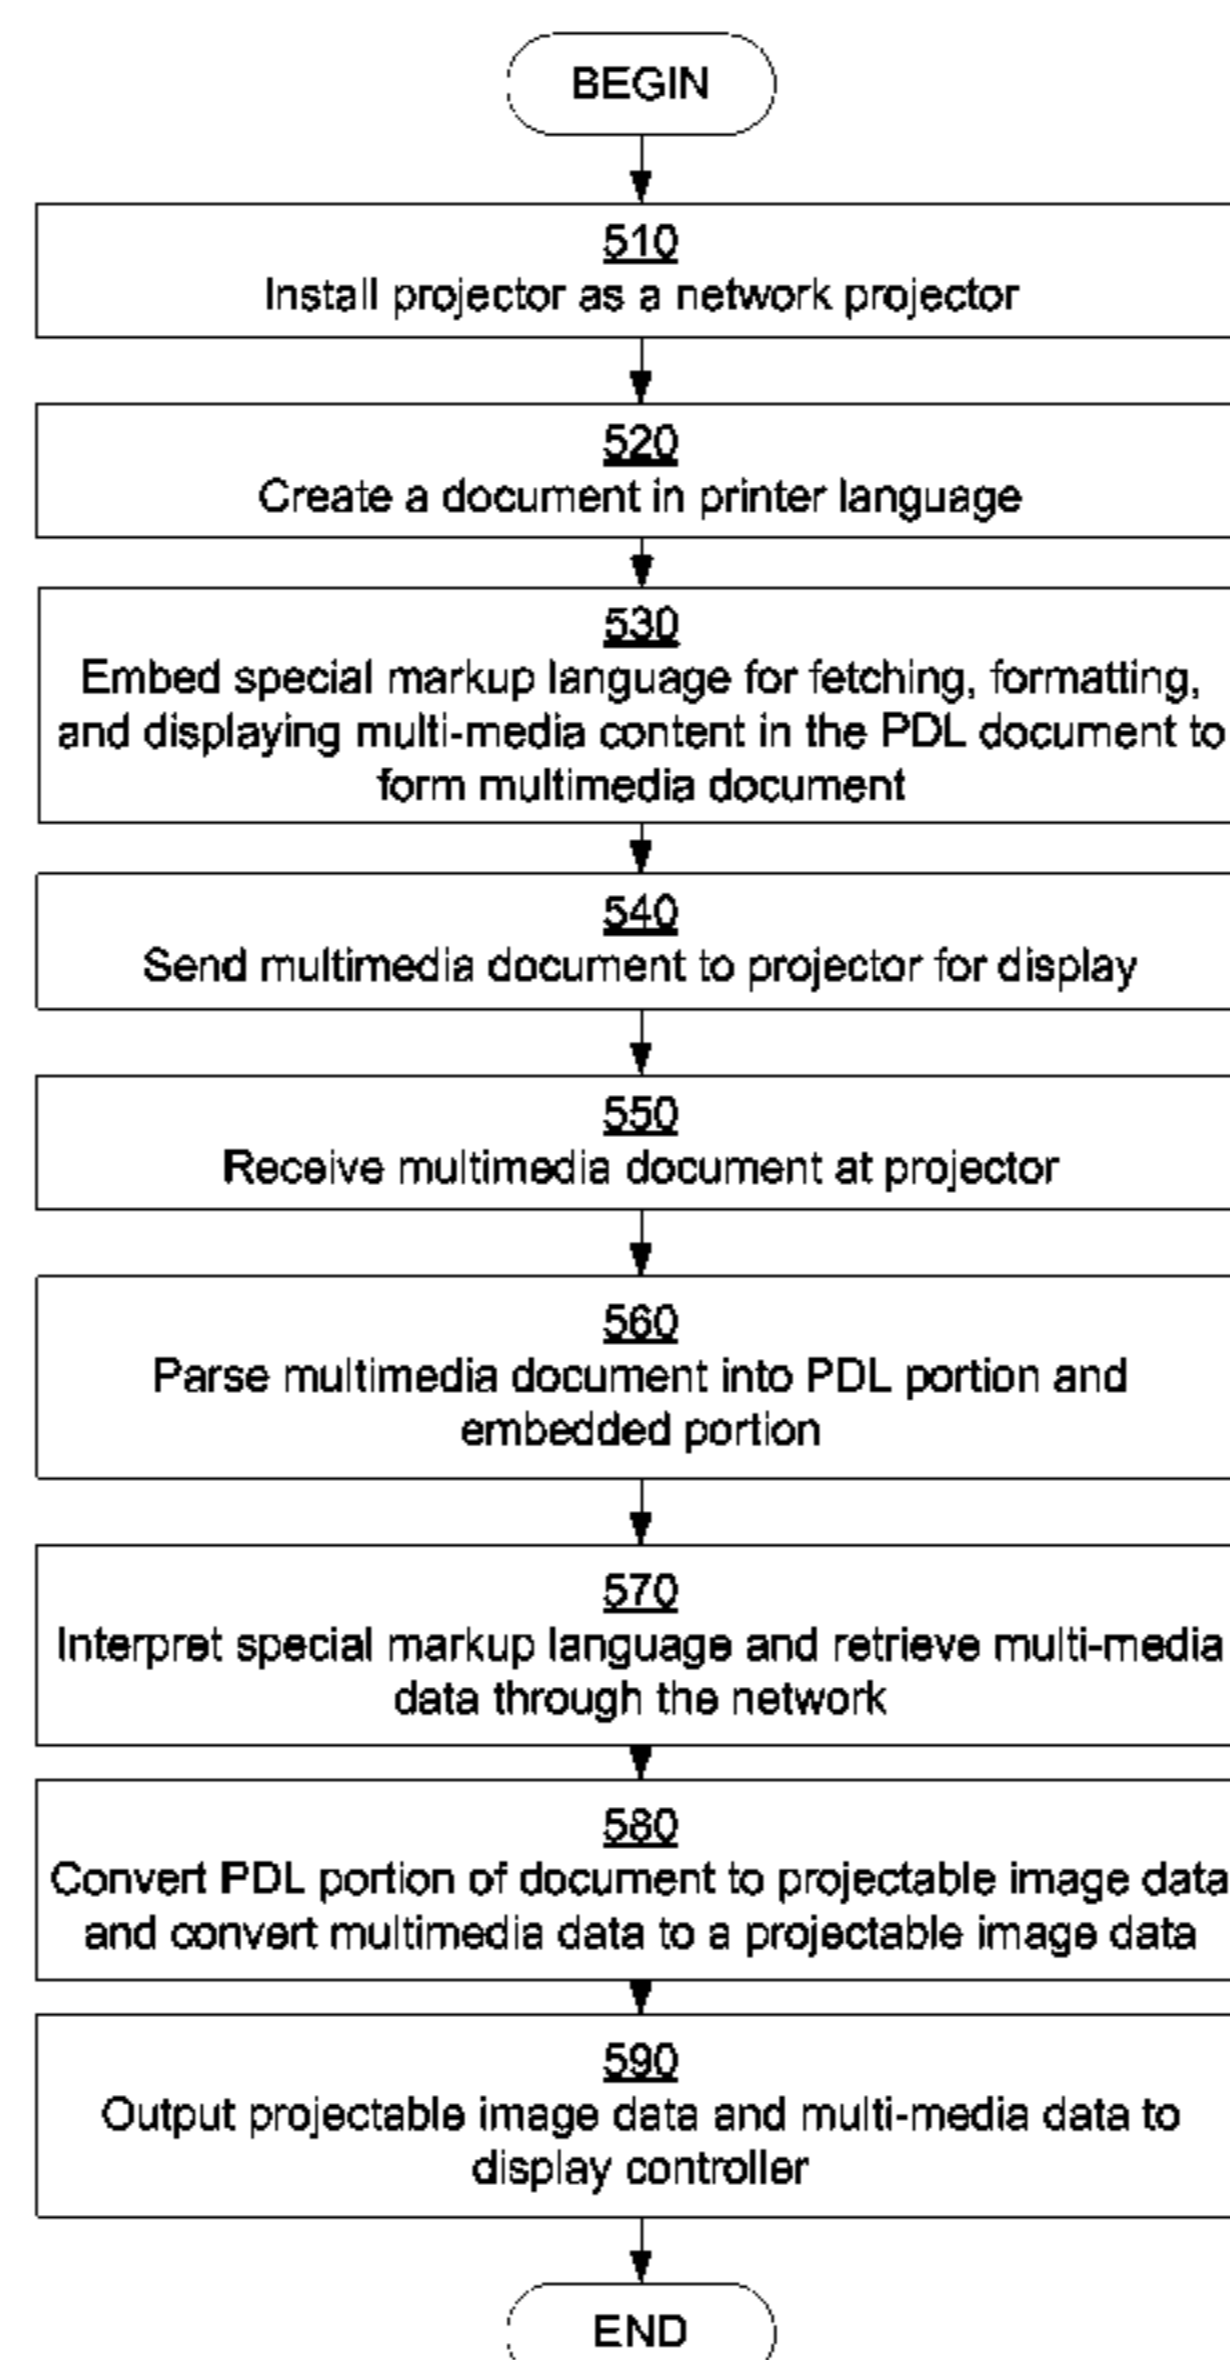 BEGIN
510
Install projector as a network projector
520
Create a document in printer language
530
Embed special markup language for fetching, formatting,
and displaying multi-media content in the PDL document to
form multimedia document
540
Send multimedia document to projector for display
550
Receive multimedia document at projector
560
Parse multimedia document into PDL portion and
embedded portion
570
Interpret special markup language and retrieve multi-media
data through the network
580
Convert PDL portion of document to projectable image data
and convert multimedia data to a projectable image data
590
Output projectable image data and multi-media data to
display controller
END